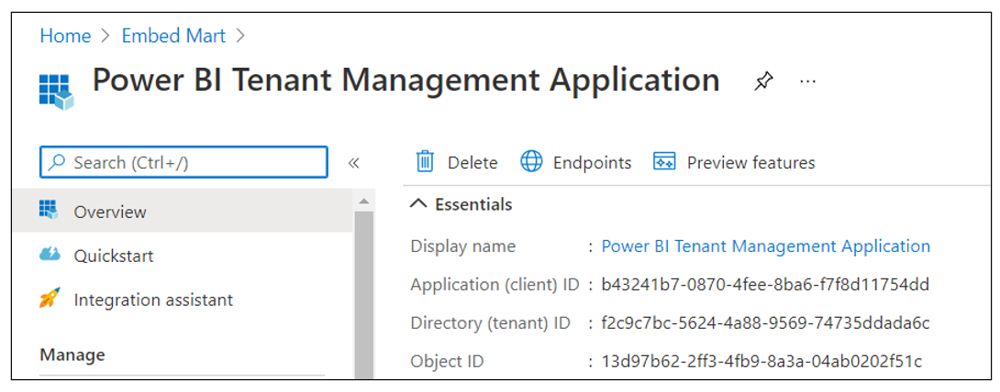 Home > Embed Mart >
Power BI Tenant Management Application ...
Search (Ctrl+/) «
Delete Endpoints Preview features
Overview
Quickstart
Integration assistant
Manage
Essentials
Display name : Power BI Tenant Management Application
Application (client) ID : b43241b7-0870-4fee-8ba6-f7f8d11754dd
Directory (tenant) ID : f2c9c7bc-5624-4a88-9569-74735ddada6c
Object ID : 13d97b62-2ff3-4fb9-8a3a-04ab0202f51c